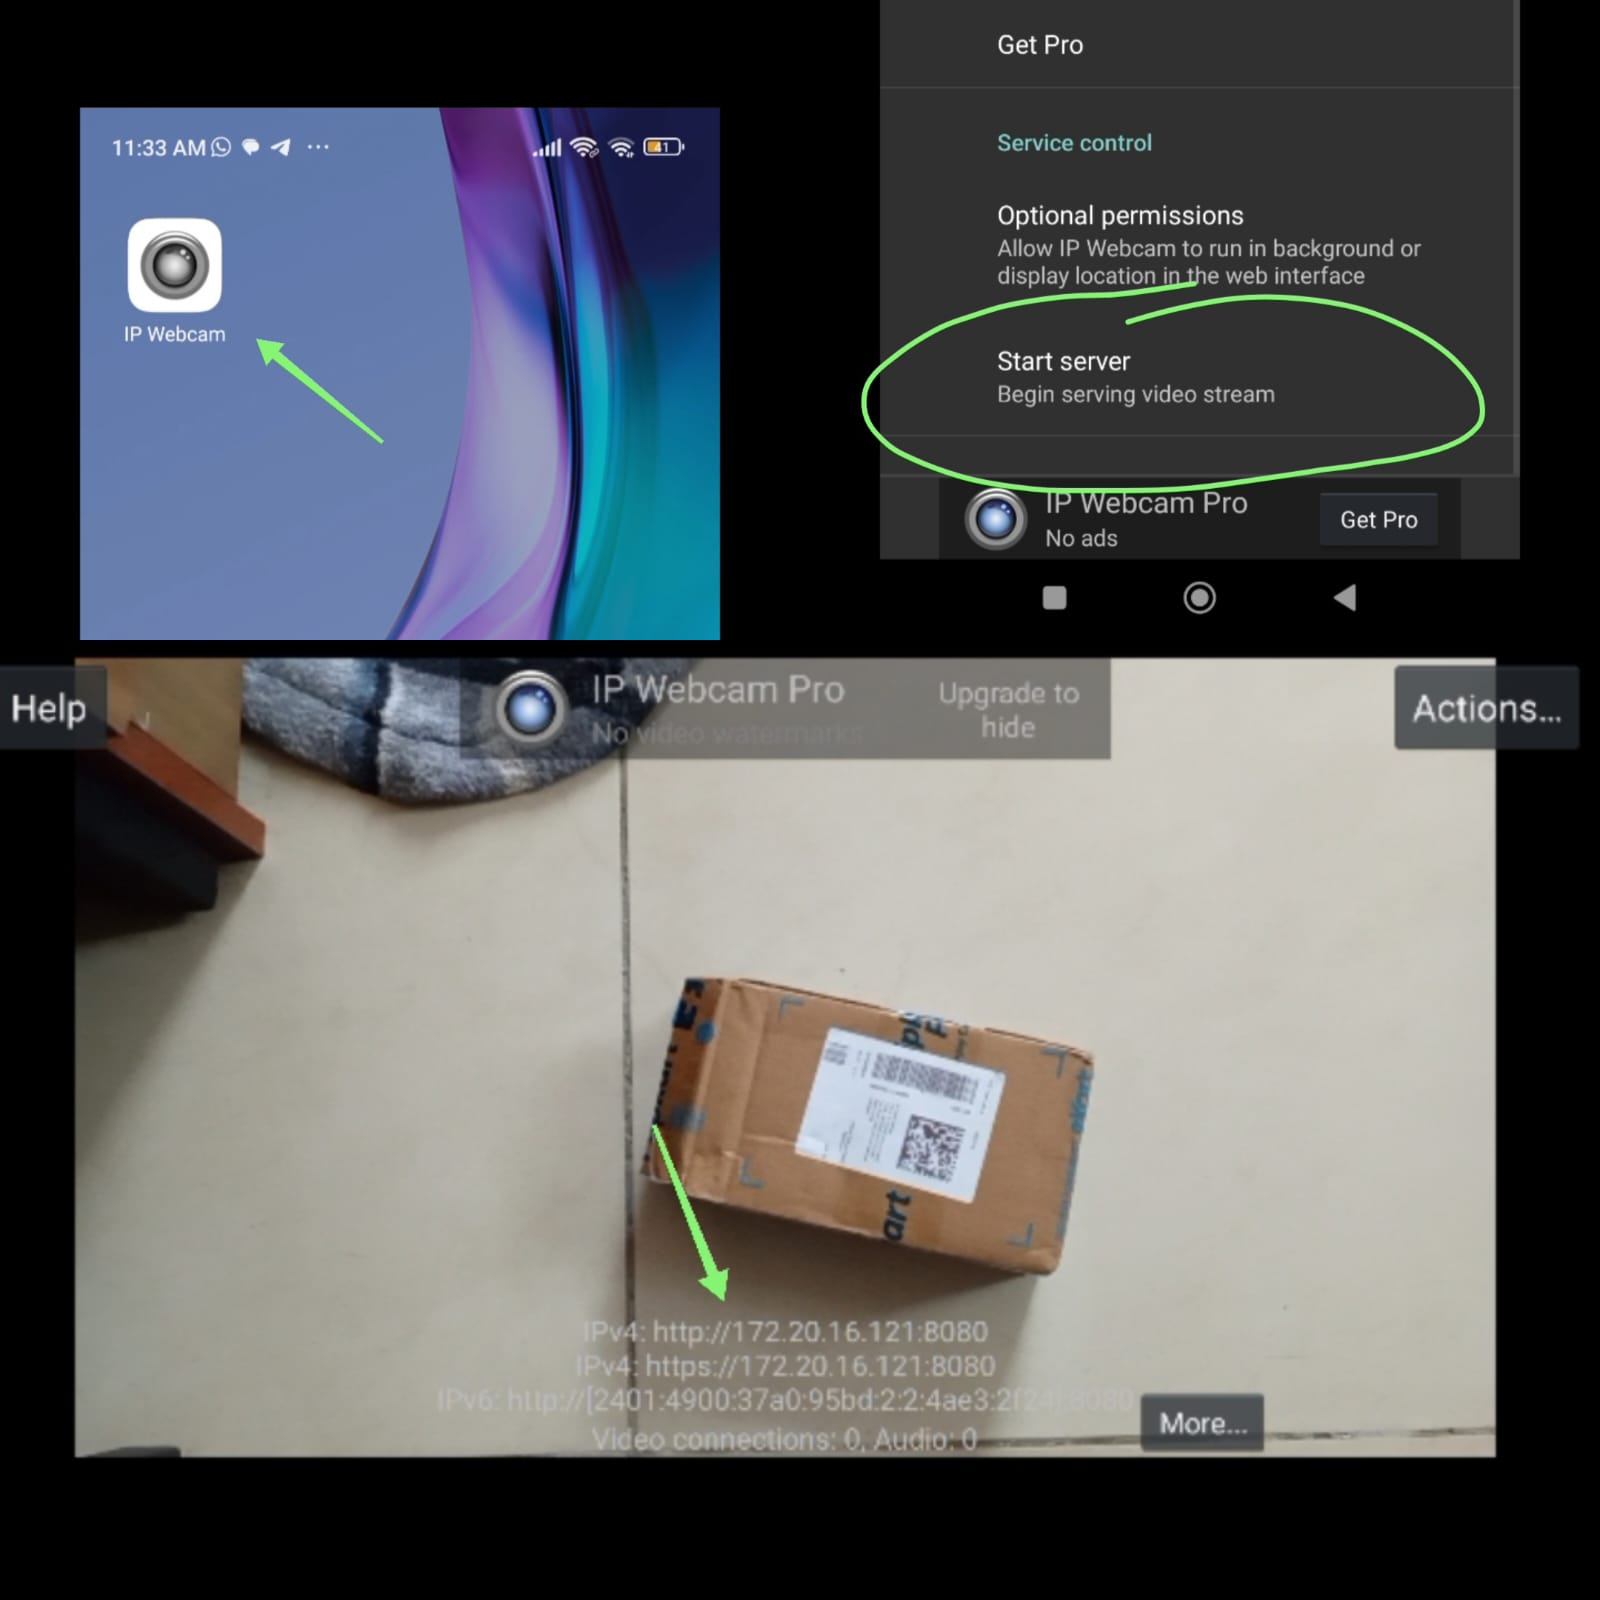 11:33 AM
41
IP Webcam
Get Pro
Service control
Optional permissions
Allow IP Webcam to run in background or
display location in the web interface
Start server
Begin serving video stream
IP Webcam Pro
No ads
Get Pro
Help
IP Webcam Pro
No video watermarks
Upgrade to
hide
Actions...
art
IPv4: http://172.20.16.121:8080
IPv4: https://172.20.16.121:8080
IPv6: http://[2401:4900:37a0:95bd:2:2:4ae3:2f24]:8080
Video connections: 0, Audio: 0
More...